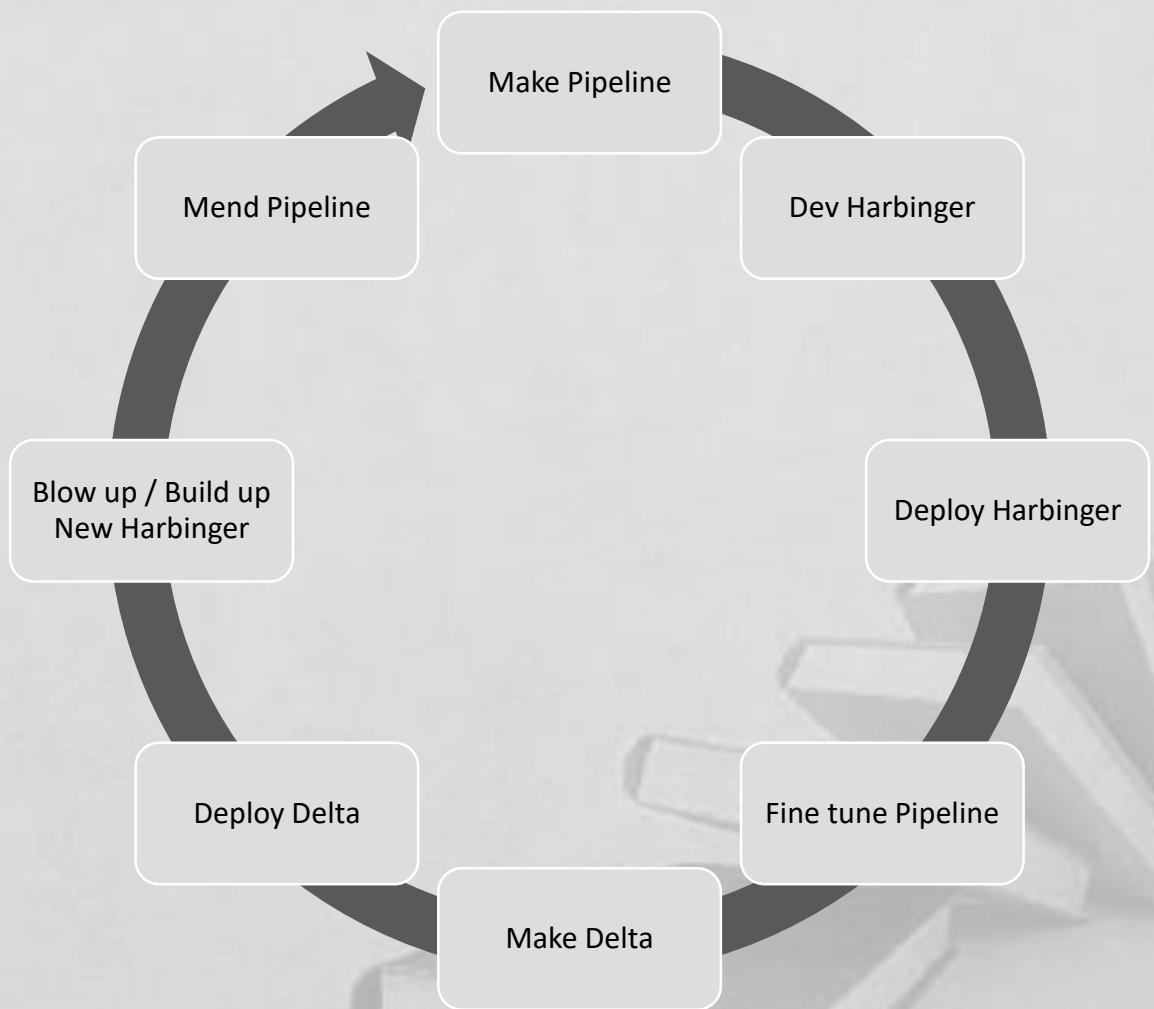 Make Pipeline
Dev Harbinger
Deploy Harbinger
Fine tune Pipeline
Make Delta
Deploy Delta
Blow up / Build up
New Harbinger
Mend Pipeline